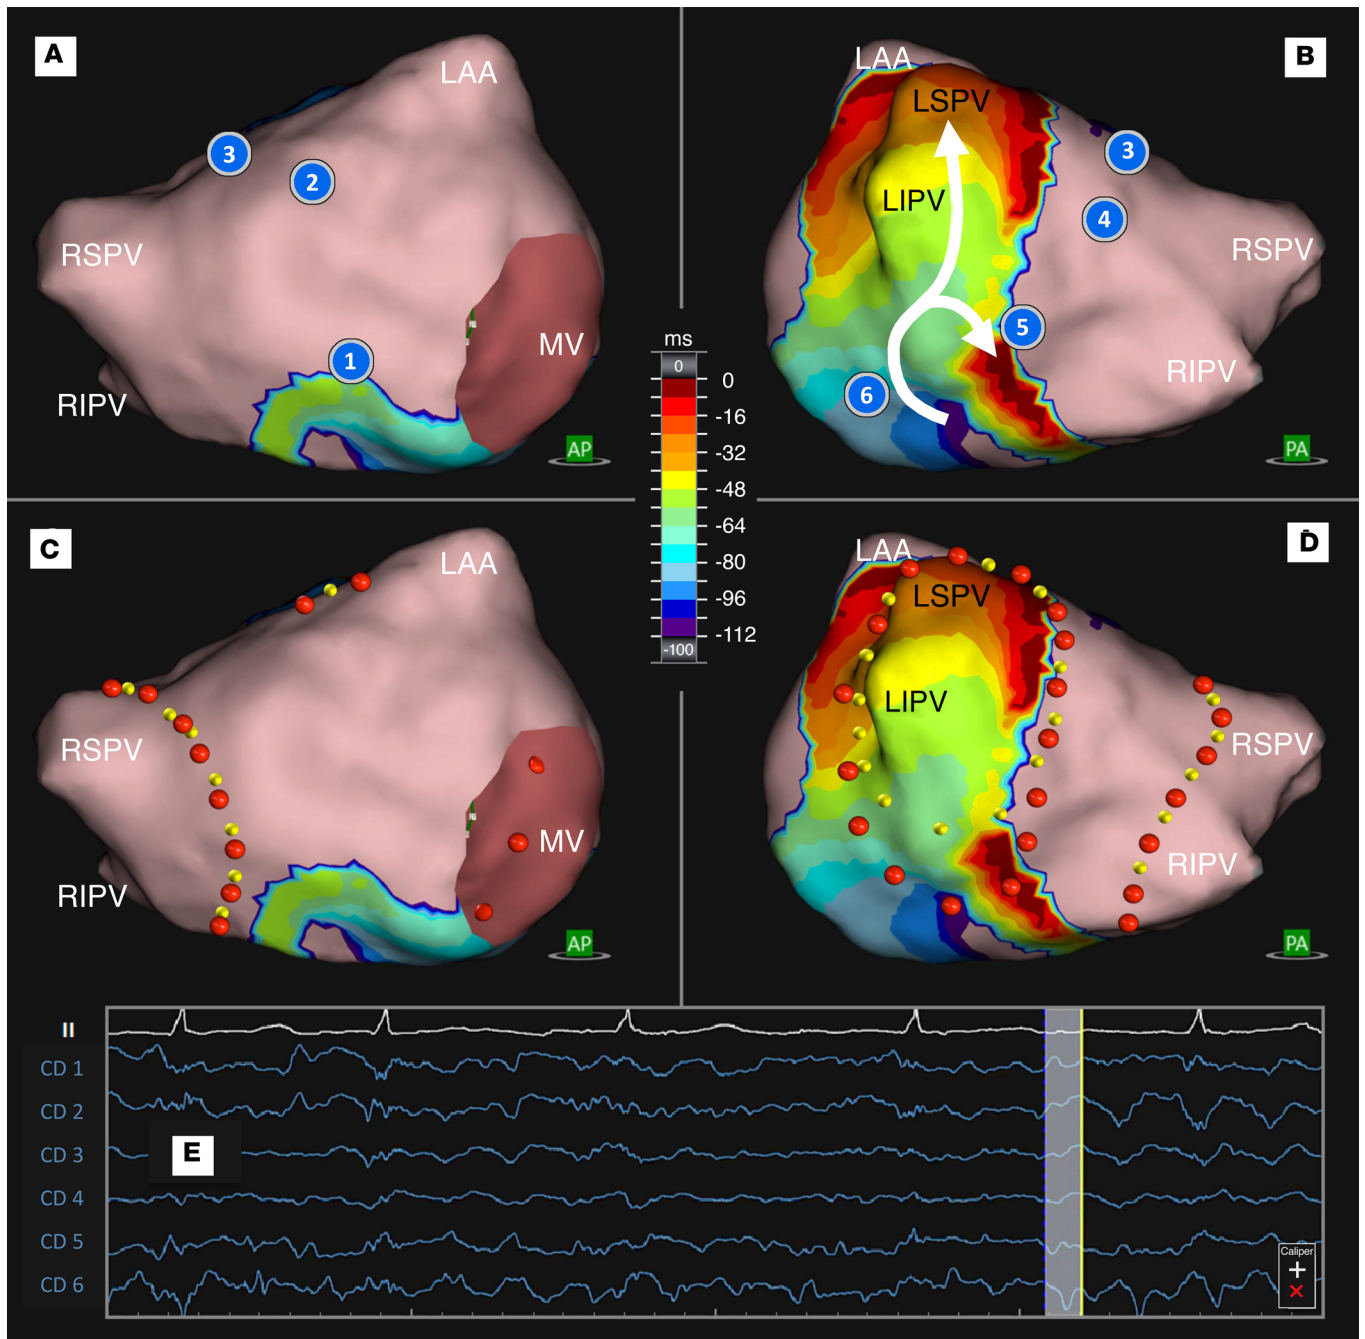 A
LAA
3
2
RSPV
MV
1
RIPV
AP
B
LAA
LSPV
3
LIPV
4
RSPV
5
RIPV
6
PA
ms
0
0
-16
-32
-48
-64
-80
-96
-112
-100
C
LAA
RSPV
MV
RIPV
AP
D
LAA
LSPV
LIPV
RSPV
RIPV
PA
II
CD 1
CD 2
CD 3
E
CD 4
CD 5
CD 6
Caliper